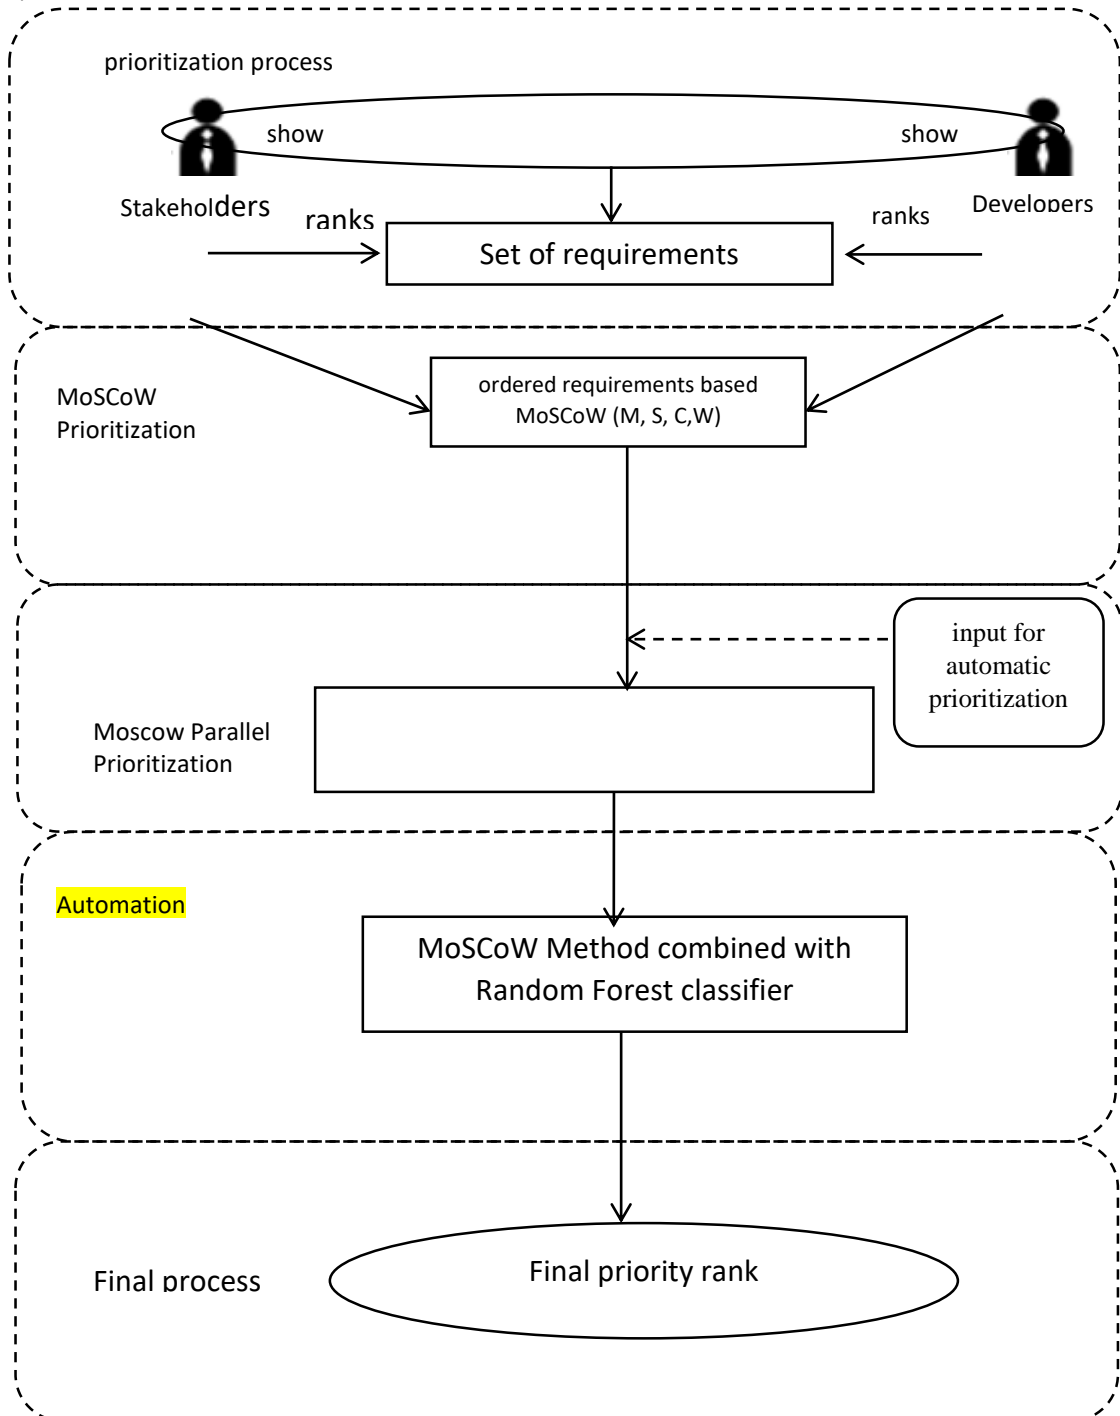 prioritization process
show
show
Stakeholders
Developers
ranks
ranks
Set of requirements
MoSCoW
Prioritization
ordered requirements based
MoSCoW (M, S, C,W)
input for
automatic
prioritization
Moscow Parallel
Prioritization
Automation
MoSCoW Method combined with
Random Forest classifier
Final process
Final priority rank